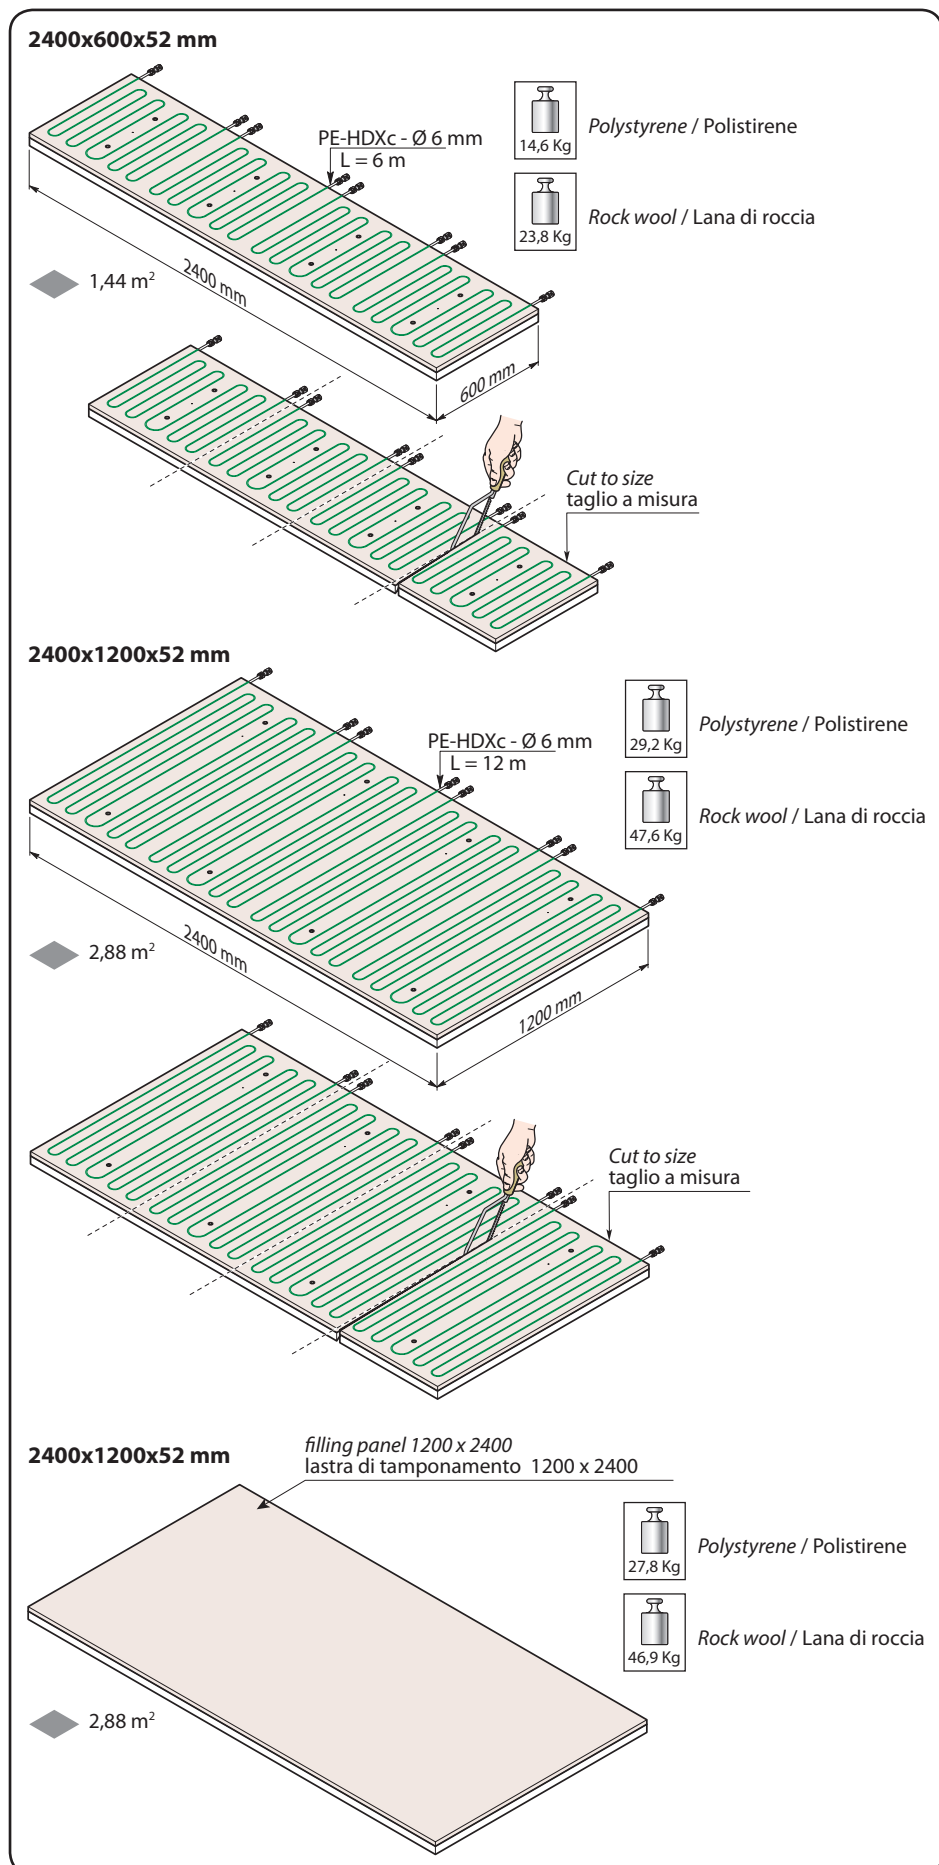 2400x600x52 mm
PE-HDXc - Ø 6 mm
L = 6 m
14,6 Kg
Polystyrene / Polistirene
23,8 Kg
Rock wool / Lana di roccia
1,44 m²
2400 mm
600 mm
Cut to size
taglio a misura
2400x1200x52 mm
PE-HDXc - Ø 6 mm
L = 12 m
29,2 Kg
Polystyrene / Polistirene
47,6 Kg
Rock wool / Lana di roccia
2,88 m²
2400 mm
1200 mm
Cut to size
taglio a misura
2400x1200x52 mm
filling panel 1200 x 2400
lastra di tamponamento 1200 x 2400
27,8 Kg
Polystyrene / Polistirene
46,9 Kg
Rock wool / Lana di roccia
2,88 m²